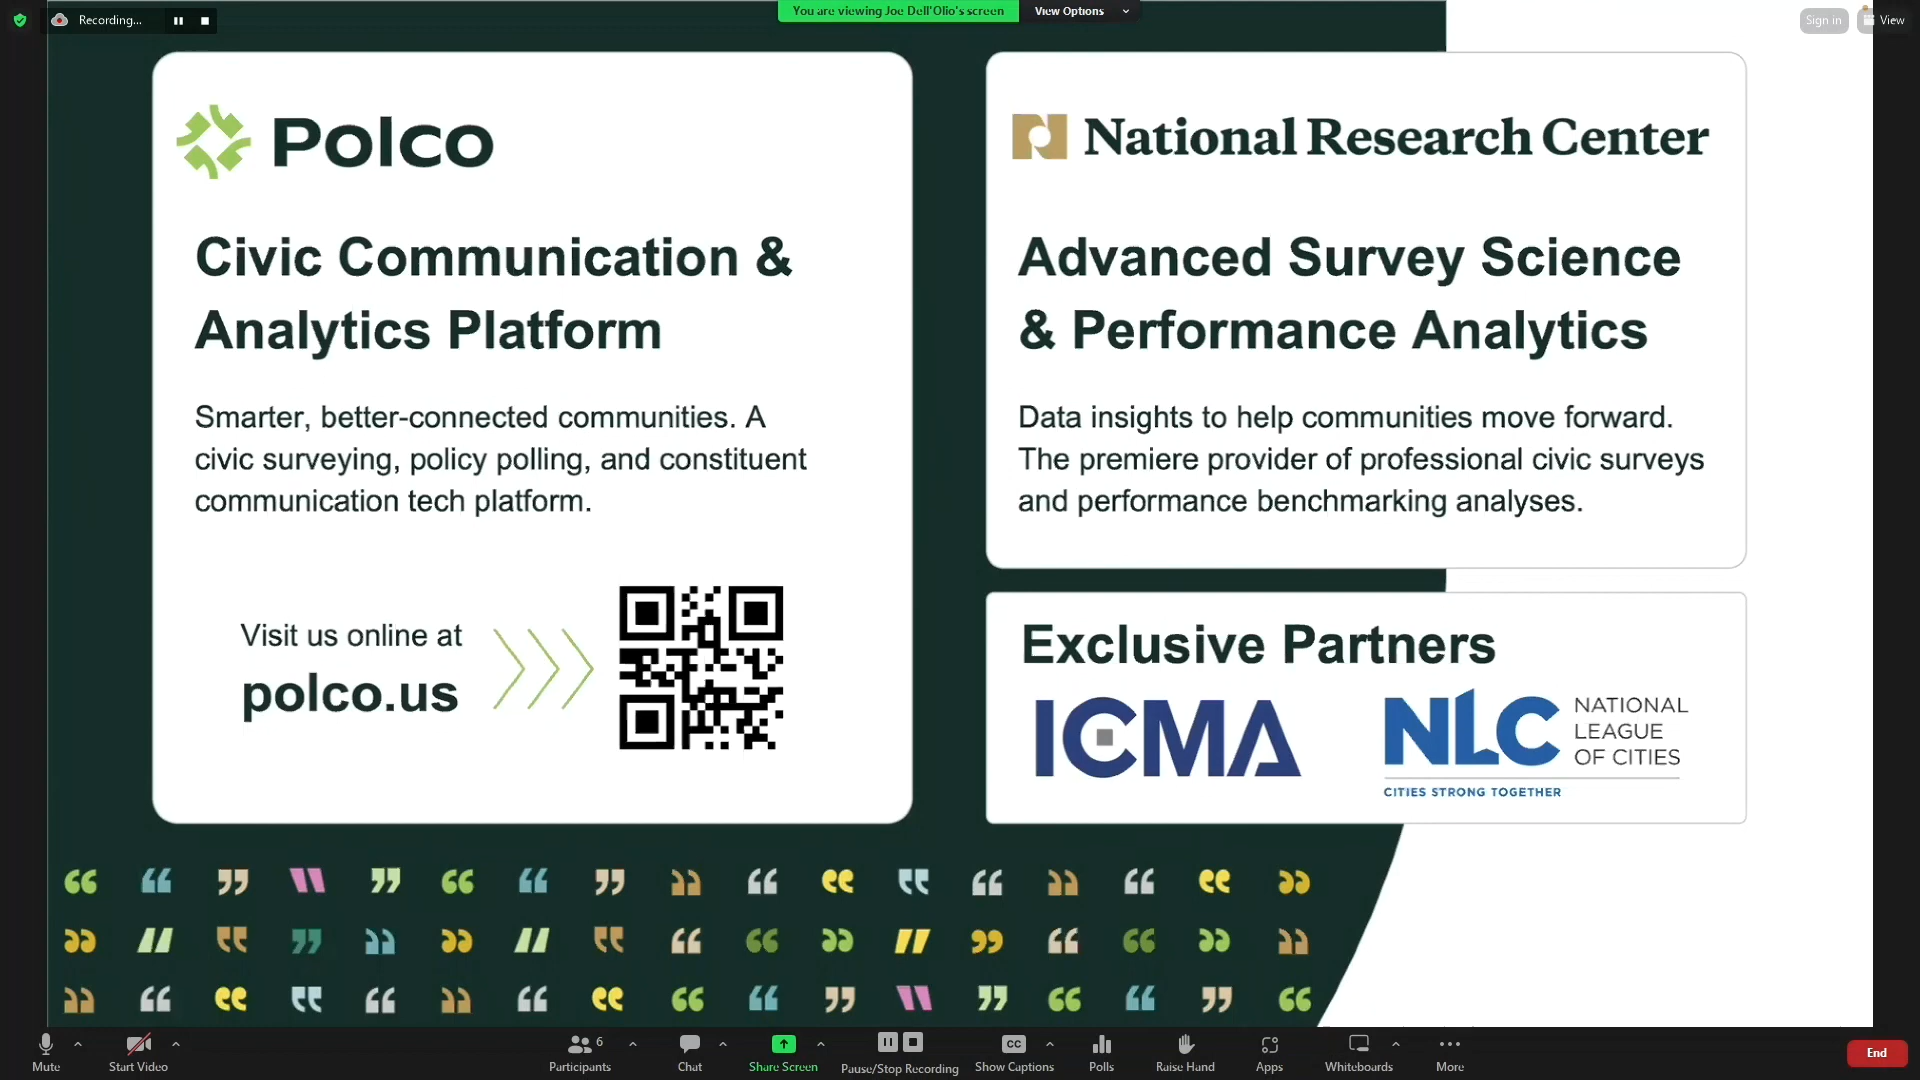 Recording...
You are viewing Joe Dell'Olio's screen
View Options
Sign in
View
Polco
Civic Communication &
Analytics Platform
Smarter, better-connected communities. A
civic surveying, policy polling, and constituent
communication tech platform.
Visit us online at
polco.us
National Research Center
Advanced Survey Science
& Performance Analytics
Data insights to help communities move forward.
The premiere provider of professional civic surveys
and performance benchmarking analyses.
Exclusive Partners
ICMA
NLC
NATIONAL
LEAGUE
OF CITIES
CITIES STRONG TOGETHER
Mute
Start Video
6
Participants
Chat
Share Screen
Pause/Stop Recording
CC
Show Captions
Polls
Raise Hand
Apps
Whiteboards
More
End